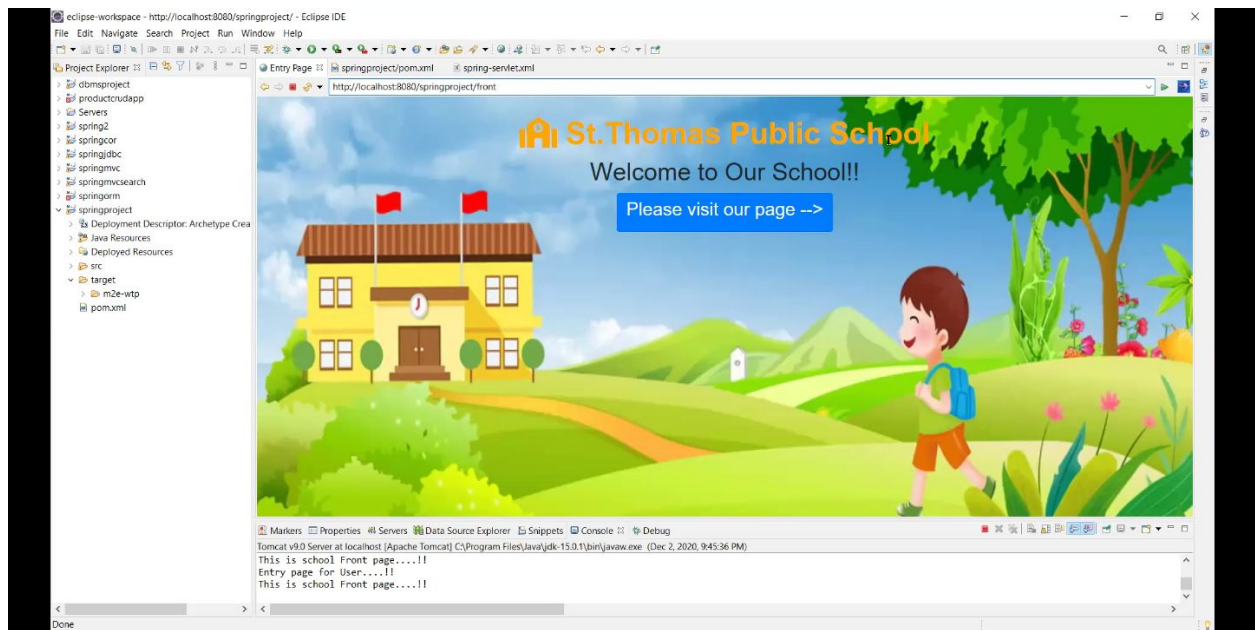 eclipse-workspace - http://localhost:8080/springproject/ - Eclipse IDE
File Edit Navigate Search Project Run Window Help
Project Explorer
Entry Page springproject/pom.xml spring-servlet.xml
http://localhost:8080/springproject/front
dbmsproject
productcrudapp
Servers
spring2
springcor
springjdbc
springmvc
springmvcsearch
springorm
springproject
Deployment Descriptor: Archetype Crea
Java Resources
Deployed Resources
src
target
m2e-wtp
pom.xml
St.Thomas Public School
Welcome to Our School!!
Please visit our page -->
Markers Properties Servers Data Source Explorer Snippets Console Debug
Tomcat v9.0 Server at localhost [Apache Tomcat] C:\Program Files\Java\jdk-15.0.1\bin\javaw.exe (Dec 2, 2020, 9:45:36 PM)
This is school Front page....!!
Entry page for User....!!
This is school Front page....!!
Done